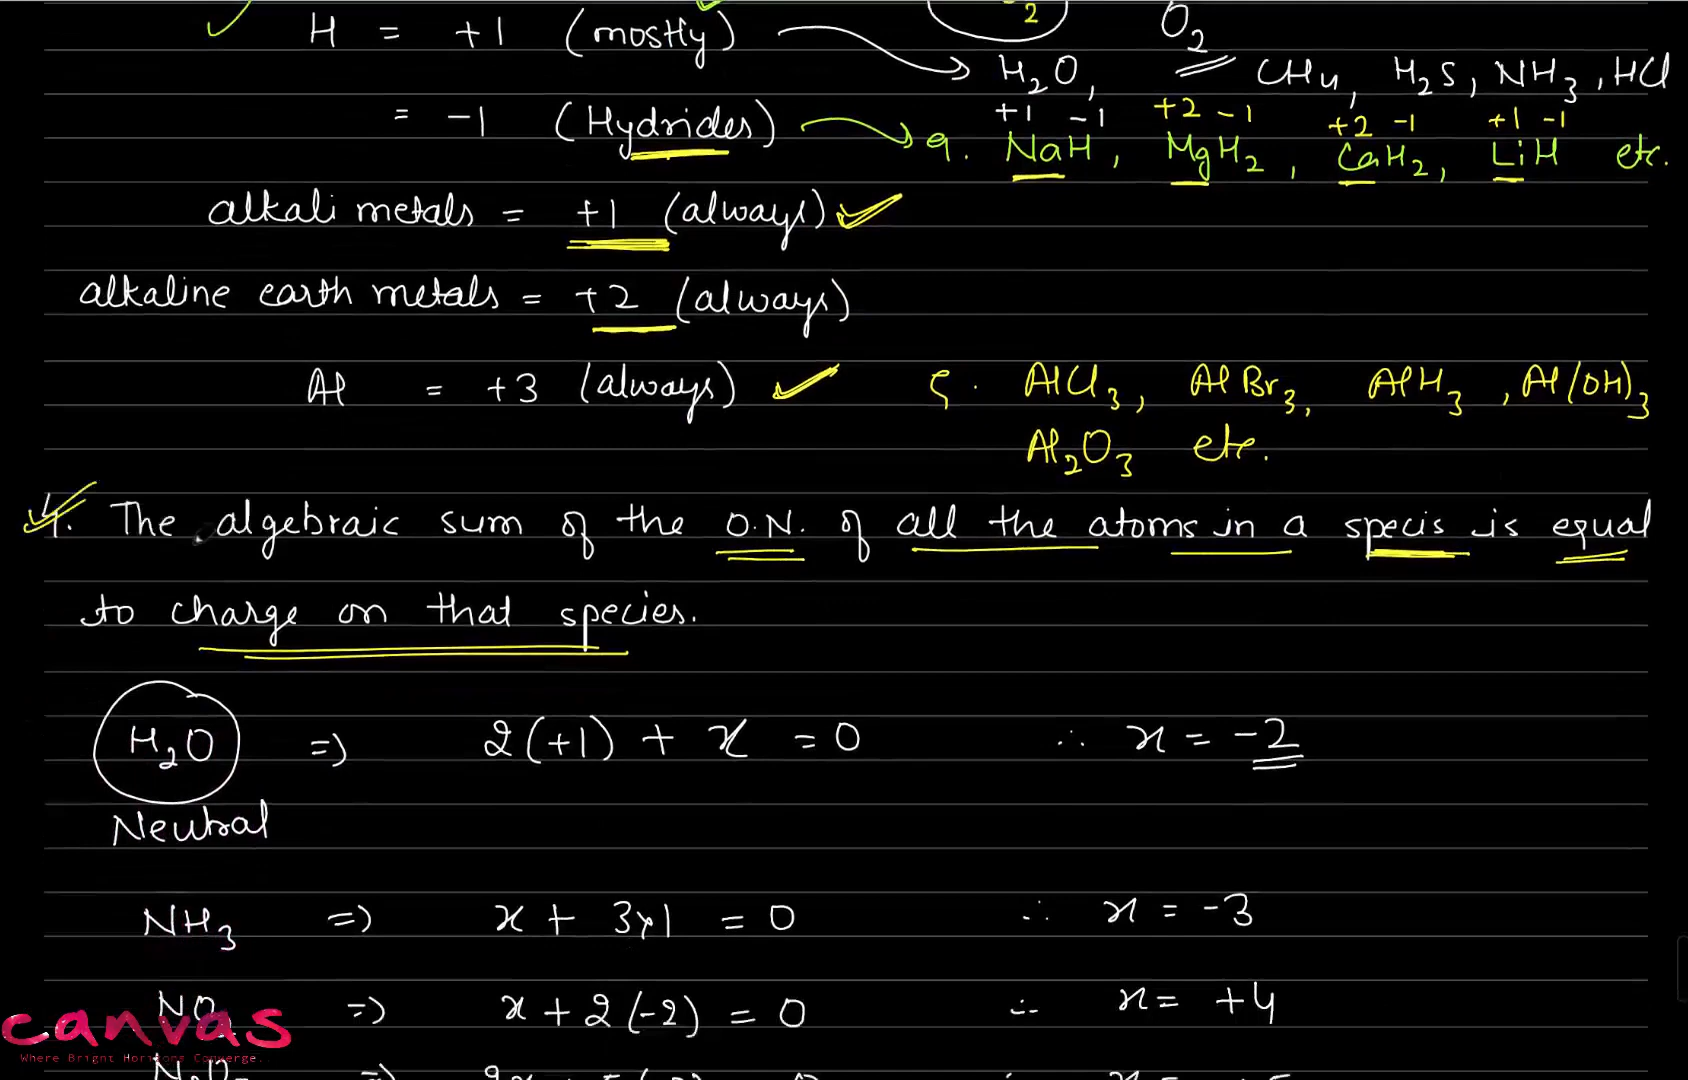 2 O₂
H = +1 (mostly) H₂O, CH₄, H₂S, NH₃, HCl
+1 -1 +2 -1 +2 -1 +1 -1
= -1 (Hydrides) NaH, MgH₂, CaH₂, LiH etc.
alkali metals = +1 (always)
alkaline earth metals = +2 (always)
Al = +3 (always) AlCl₃, AlBr₃, AlH₃, Al(OH)₃
Al₂O₃ etc.
4. The algebraic sum of the O.N. of all the atoms in a specis is equal
to charge on that species.
H₂O => 2(+1) + x = 0 ∴ x = -2
Neutral
NH₃ => x + 3x1 = 0 ∴ x = -3
NO₂ => x + 2(-2) = 0 ∴ x = +4
canvas
Where Bright Horizons Converge.